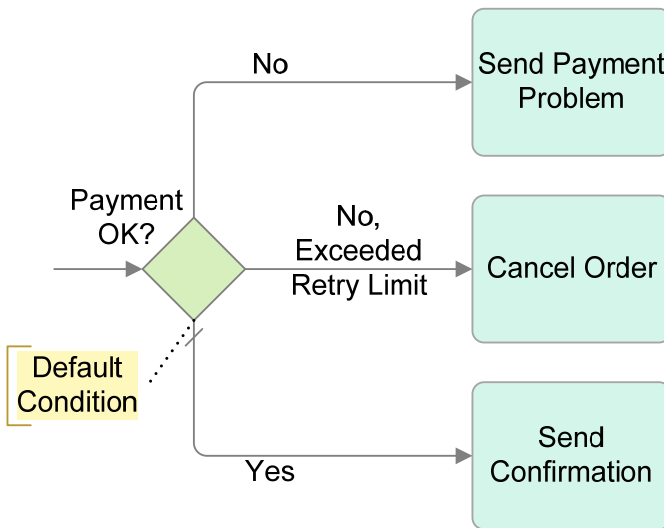 No
Send Payment
Problem
Payment
OK?
No,
Exceeded
Retry Limit
Cancel Order
Default
Condition
Yes
Send
Confirmation